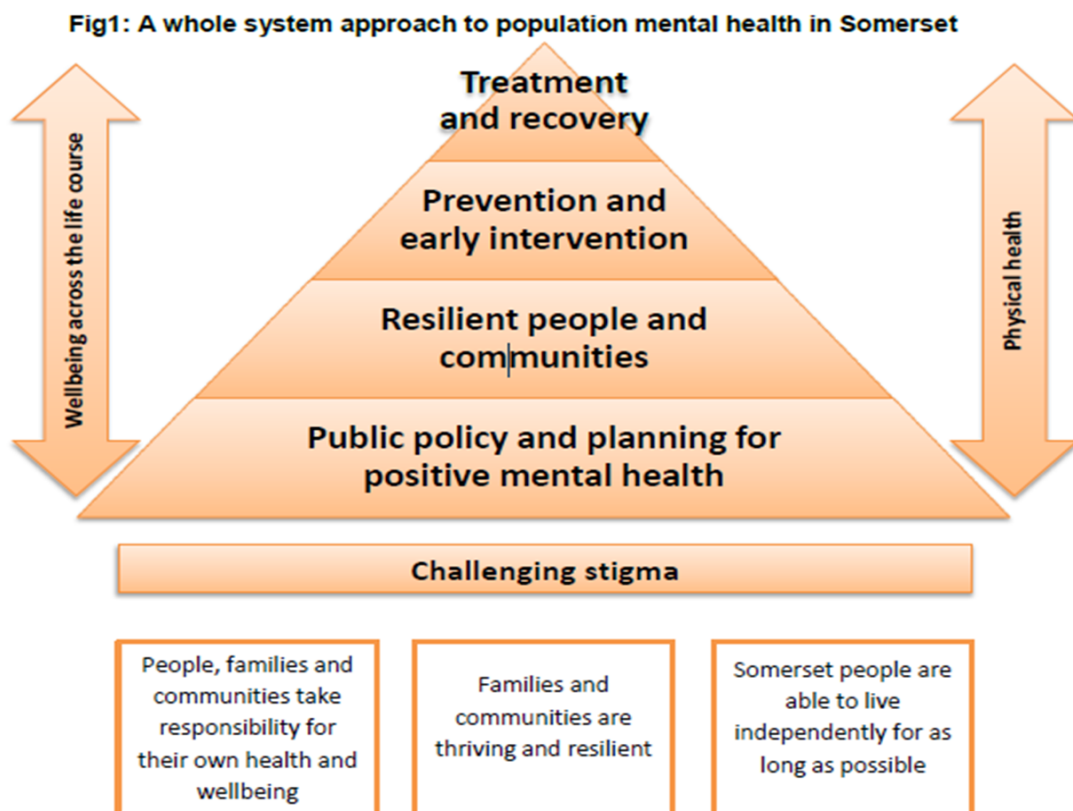 Fig1: A whole system approach to population mental health in Somerset
Treatment
and recovery
Prevention and
early intervention
Resilient people and
communities
Public policy and planning for
positive mental health
Wellbeing across the life course
Physical health
Challenging stigma
People, families and
communities take
responsibility for
their own health and
wellbeing
Families and
communities are
thriving and resilient
Somerset people are
able to live
independently for as
long as possible